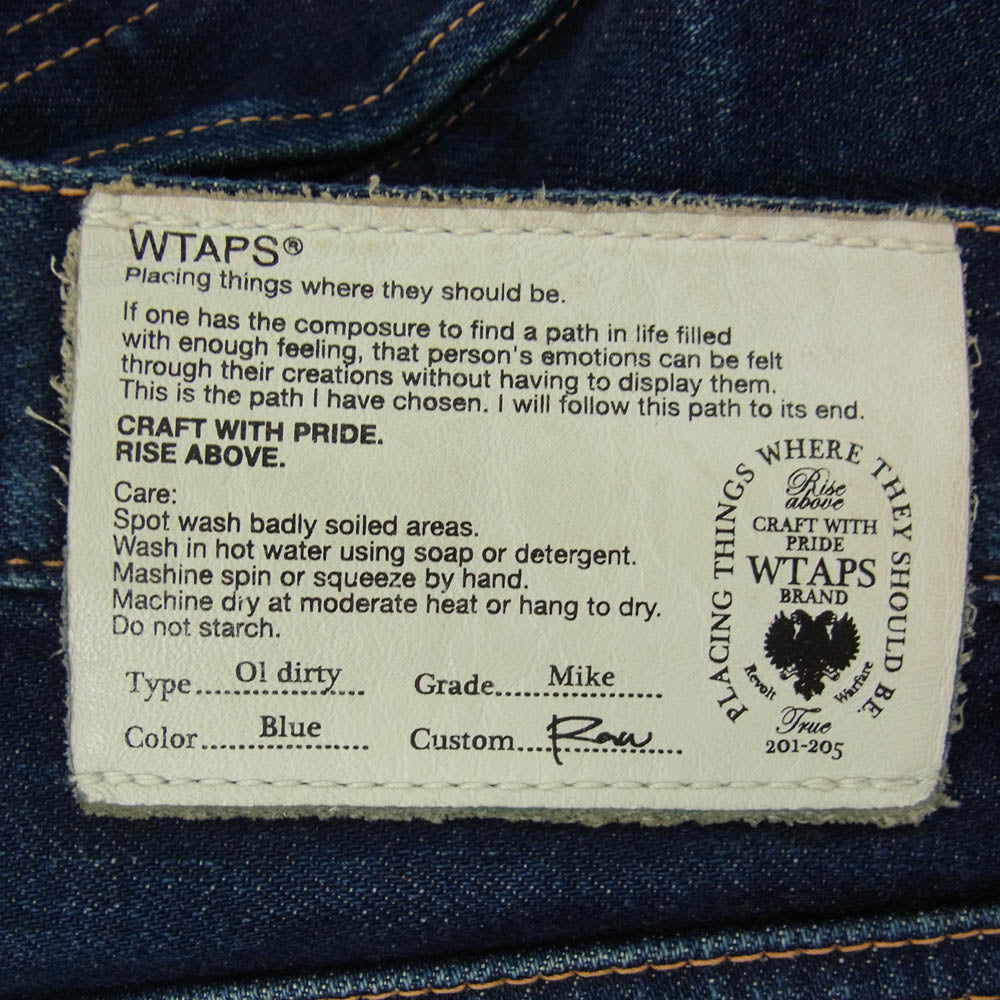 WTAPS®
Placing things where they should be.
If one has the composure to find a path in life filled
with enough feeling, that person's emotions can be felt
through their creations without having to display them.
This is the path I have chosen. I will follow this path to its end.
CRAFT WITH PRIDE.
RISE ABOVE.
Care:
Spot wash badly soiled areas.
Wash in hot water using soap or detergent.
Mashine spin or squeeze by hand.
Machine dry at moderate heat or hang to dry.
Do not starch.
Type....Ol dirty....
Grade....Mike....
Color....Blue....
Custom....Raw....
PLACING THINGS WHERE THEY SHOULD BE.
Rise
above
CRAFT WITH
PRIDE
WTAPS
BRAND
Revolt
Warfare
True
201-205